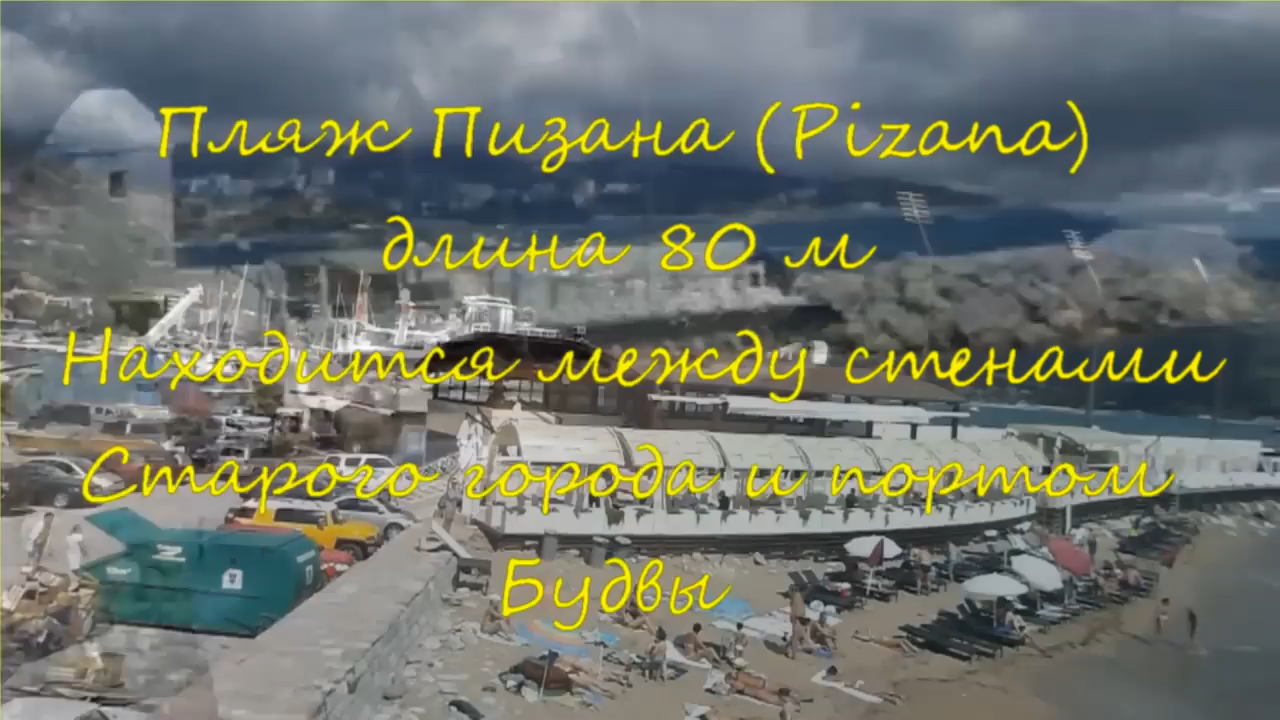 Пляж Пизана (Pizana)
длина 80 м
Находится между стенами
Старого города и портом
Будвы